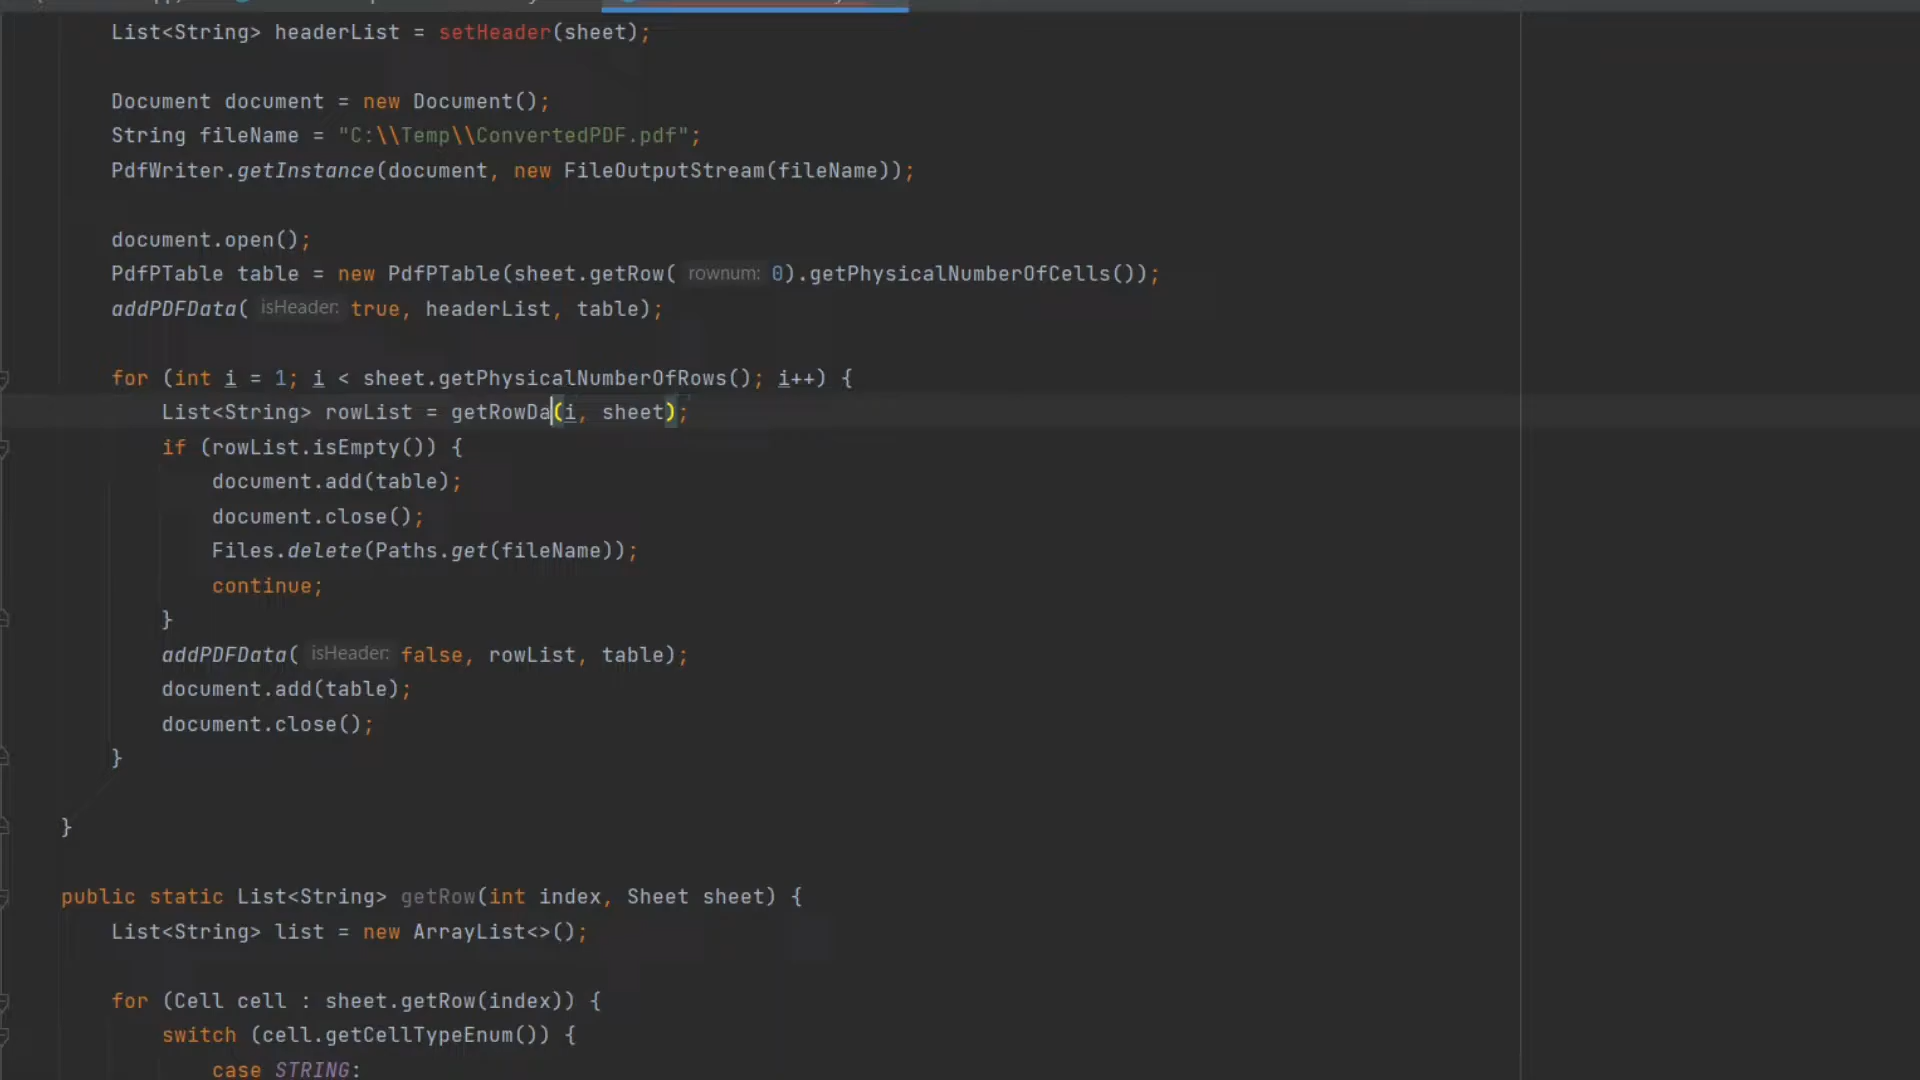 List<String> headerList = setHeader(sheet);
Document document = new Document();
String fileName = "C:\\Temp\\ConvertedPDF.pdf";
PdfWriter.getInstance(document, new FileOutputStream(fileName));
document.open();
PdfPTable table = new PdfPTable(sheet.getRow( rownum: 0).getPhysicalNumberOfCells());
addPDFData( isHeader: true, headerList, table);
for (int i = 1; i < sheet.getPhysicalNumberOfRows(); i++) {
List<String> rowList = getRowDa(i, sheet);
if (rowList.isEmpty()) {
document.add(table);
document.close();
Files.delete(Paths.get(fileName));
continue;
}
addPDFData( isHeader: false, rowList, table);
document.add(table);
document.close();
}
}
public static List<String> getRow(int index, Sheet sheet) {
List<String> list = new ArrayList<>();
for (Cell cell : sheet.getRow(index)) {
switch (cell.getCellTypeEnum()) {
case STRING: